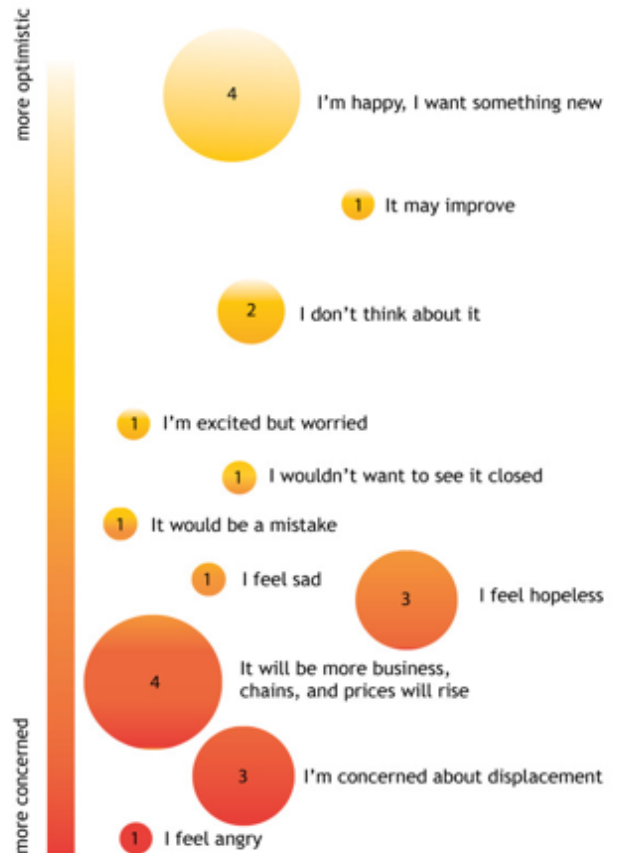 more optimistic
4
I'm happy, I want something new
1
It may improve
2
I don't think about it
1
I'm excited but worried
1
I wouldn't want to see it closed
1
It would be a mistake
1
I feel sad
3
I feel hopeless
4
It will be more business,
chains, and prices will rise
3
I'm concerned about displacement
1
I feel angry
more concerned